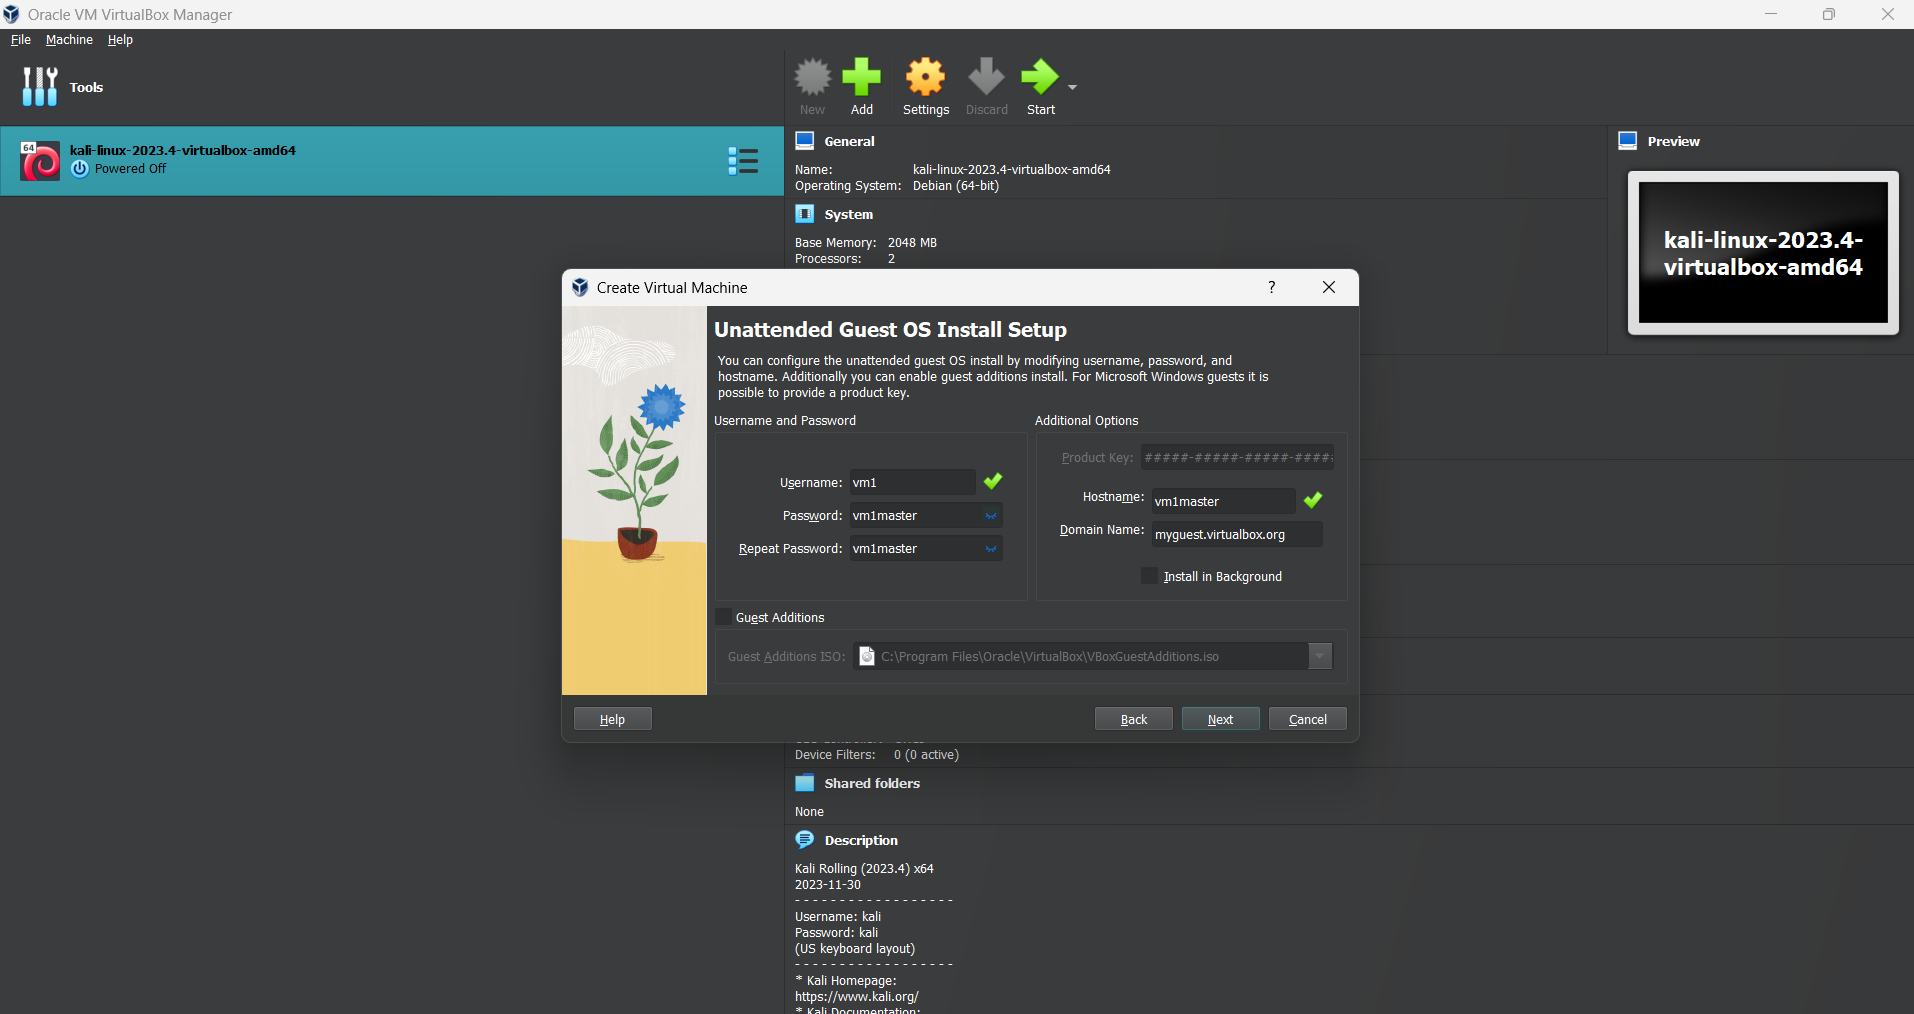 Oracle VM VirtualBox Manager
File Machine Help
Tools
New Add Settings Discard Start
64
kali-linux-2023.4-virtualbox-amd64
Powered Off
General
Name: kali-linux-2023.4-virtualbox-amd64
Operating System: Debian (64-bit)
System
Base Memory: 2048 MB
Processors: 2
Preview
kali-linux-2023.4-
virtualbox-amd64
Create Virtual Machine
?
Unattended Guest OS Install Setup
You can configure the unattended guest OS install by modifying username, password, and
hostname. Additionally you can enable guest additions install. For Microsoft Windows guests it is
possible to provide a product key.
Username and Password
Username: vm1
Password: vm1master
Repeat Password: vm1master
Additional Options
Product Key: #####-#####-#####-####
Hostname: vm1master
Domain Name: myguest.virtualbox.org
Install in Background
Guest Additions
Guest Additions ISO: C:\Program Files\Oracle\VirtualBox\VBoxGuestAdditions.iso
Help Back Next Cancel
Device Filters: 0 (0 active)
Shared folders
None
Description
Kali Rolling (2023.4) x64
2023-11-30
- - - - - - - - - - - - - - - - - -
Username: kali
Password: kali
(US keyboard layout)
- - - - - - - - - - - - - - - - - -
* Kali Homepage:
https://www.kali.org/
* Kali Documentation: